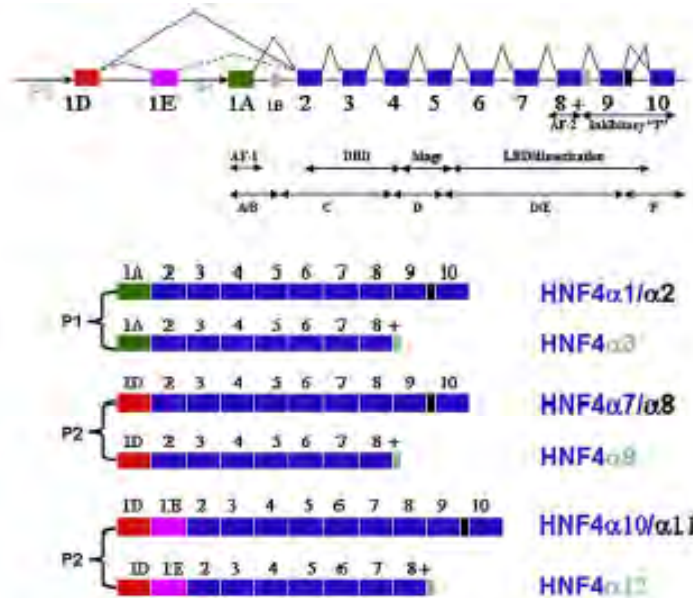 1D 1E 1A 1B 2 3 4 5 6 7 8 + 9 10
AF-2 Inhibitory "F"
AF-1 DBD LBD/dimerization
A/B C D D/E F
1A 2 3 4 5 6 7 8 9 10
P1
HNF4α1/α2
1A 2 3 4 5 6 7 8 +
HNF4α3
1D 2 3 4 5 6 7 8 9 10
P2
HNF4α7/α8
1D 2 3 4 5 6 7 8 +
HNF4α9
1D 1E 2 3 4 5 6 7 8 9 10
P2
HNF4α10/α11
1D 1E 2 3 4 5 6 7 8 +
HNF4α12